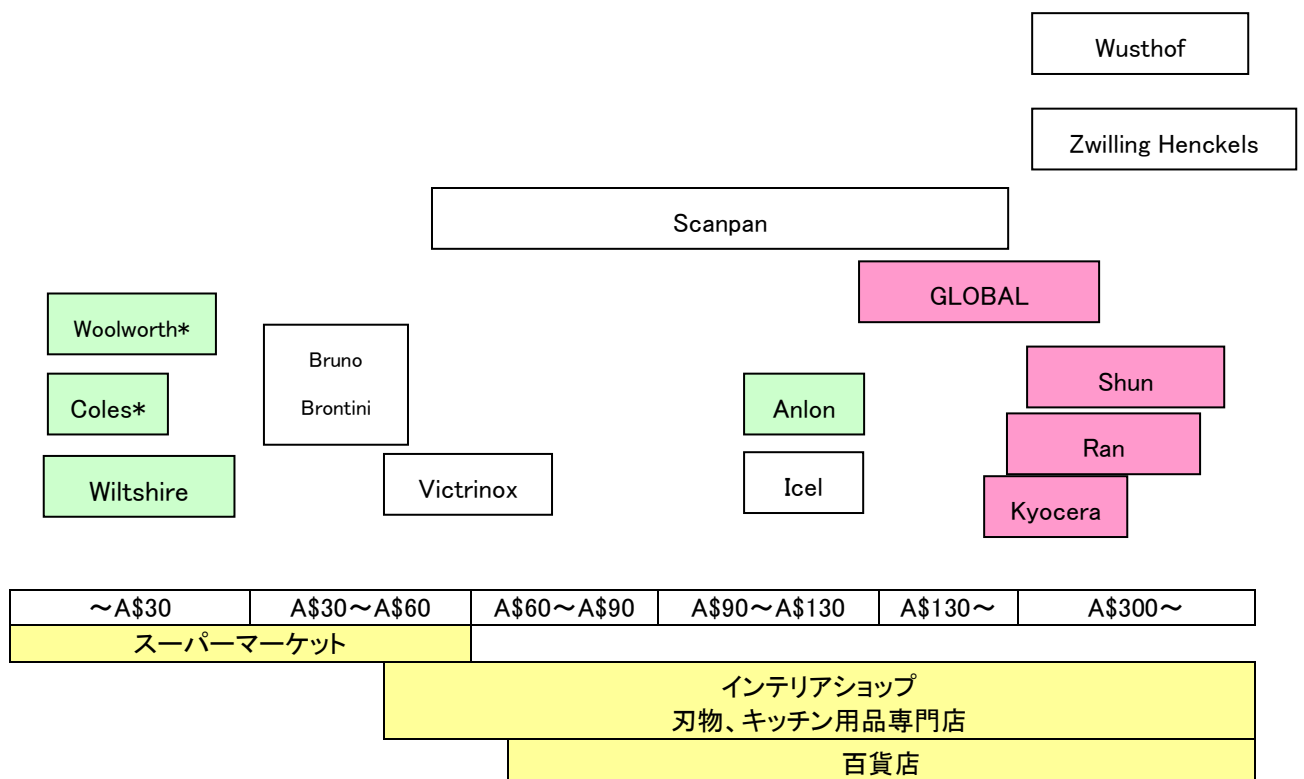 Wusthof
Zwilling Henckels
Scanpan
GLOBAL
Woolworth*
Bruno
Brontini
Shun
Coles*
Anlon
Ran
Wiltshire
Victrinox
Icel
Kyocera
～A$30
A$30～A$60
A$60～A$90
A$90～A$130
A$130～
A$300～
スーパーマーケット
インテリアショップ
刃物、キッチン用品専門店
百貨店